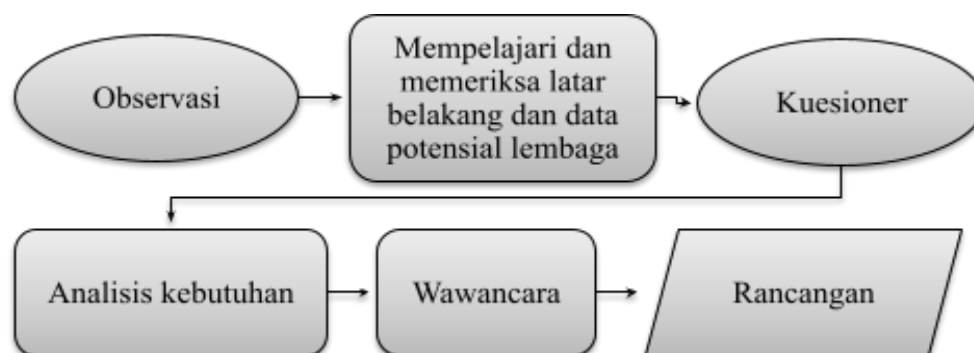 Observasi
Mempelajari dan
memeriksa latar
belakang dan data
potensial lembaga
Kuesioner
Analisis kebutuhan
Wawancara
Rancangan